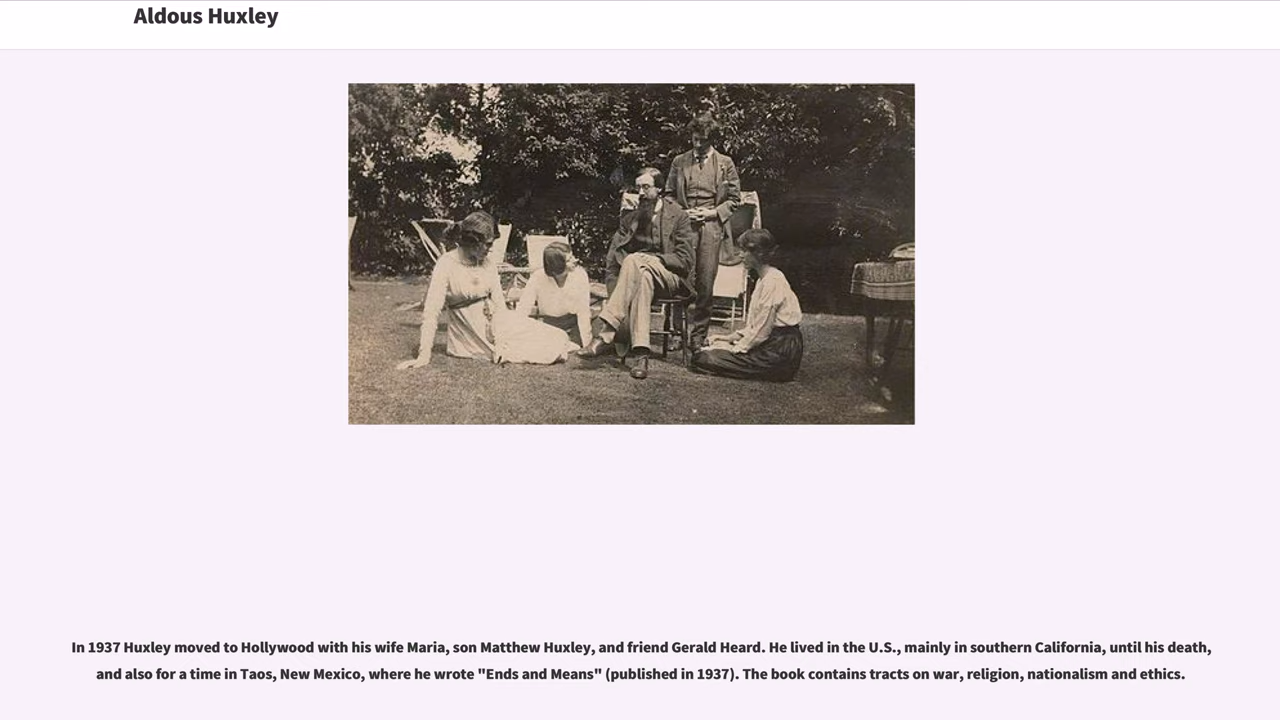 Aldous Huxley
In 1937 Huxley moved to Hollywood with his wife Maria, son Matthew Huxley, and friend Gerald Heard. He lived in the U.S., mainly in southern California, until his death,
and also for a time in Taos, New Mexico, where he wrote "Ends and Means" (published in 1937). The book contains tracts on war, religion, nationalism and ethics.